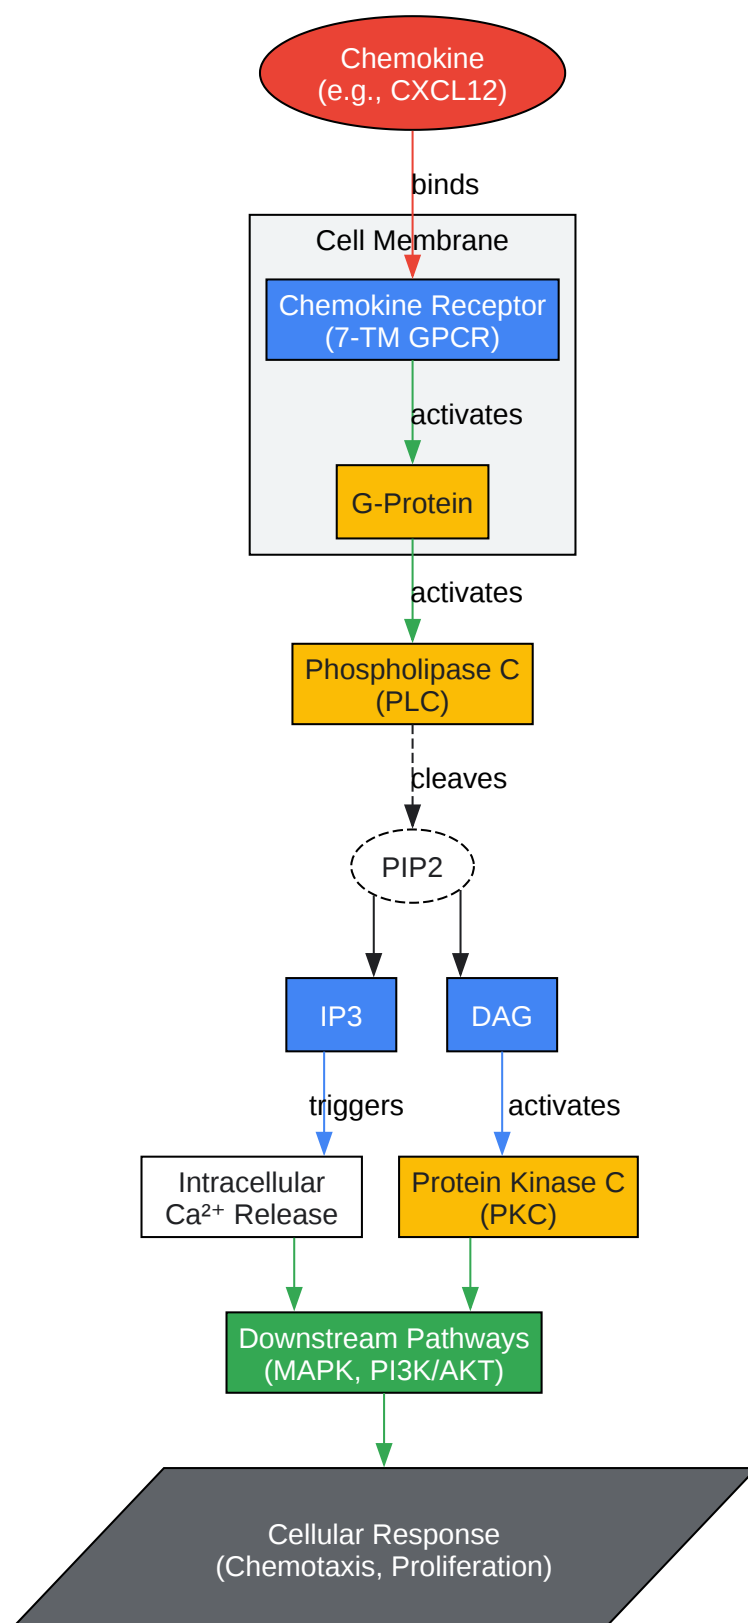 Chemokine
(e.g., CXCL12)
binds
Cell Membrane
Chemokine Receptor
(7-TM GPCR)
activates
G-Protein
activates
Phospholipase C
(PLC)
cleaves
PIP2
IP3
DAG
triggers
activates
Intracellular
Ca²⁺ Release
Protein Kinase C
(PKC)
Downstream Pathways
(MAPK, PI3K/AKT)
Cellular Response
(Chemotaxis, Proliferation)